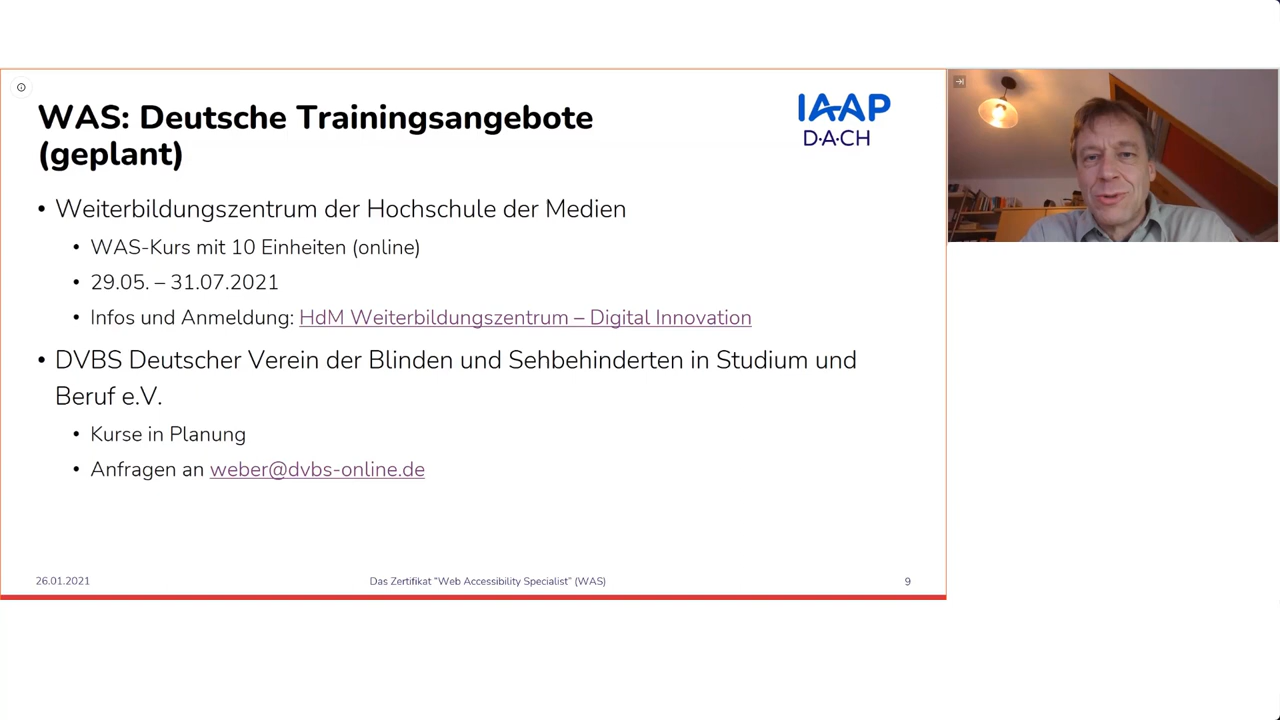 WAS: Deutsche Trainingsangebote
(geplant)
IAAP
D·A·CH
• Weiterbildungszentrum der Hochschule der Medien
• WAS-Kurs mit 10 Einheiten (online)
• 29.05. – 31.07.2021
• Infos und Anmeldung: HdM Weiterbildungszentrum – Digital Innovation
• DVBS Deutscher Verein der Blinden und Sehbehinderten in Studium und
Beruf e.V.
• Kurse in Planung
• Anfragen an weber@dvbs-online.de
26.01.2021
Das Zertifikat "Web Accessibility Specialist" (WAS)
9